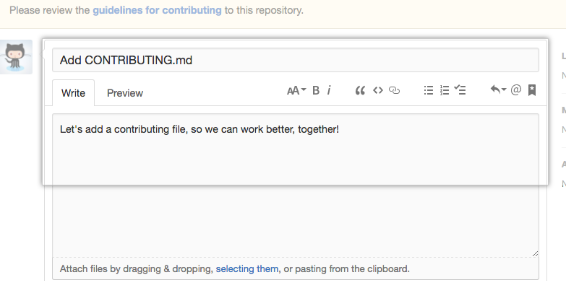 Please review the guidelines for contributing to this repository.
Add CONTRIBUTING.md
Write Preview AA B i
Let's add a contributing file, so we can work better, together!
Attach files by dragging & dropping, selecting them, or pasting from the clipboard.